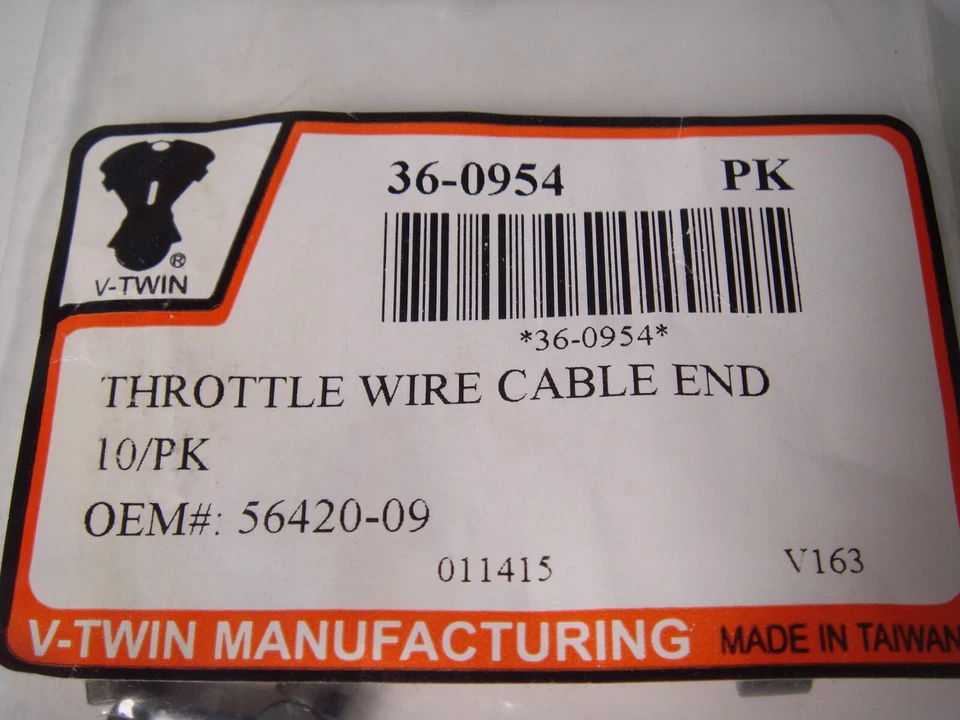 36-0954 PK
*36-0954*
V-TWIN ®
THROTTLE WIRE CABLE END
10/PK
OEM#: 56420-09
011415 V163
V-TWIN MANUFACTURING MADE IN TAIWAN